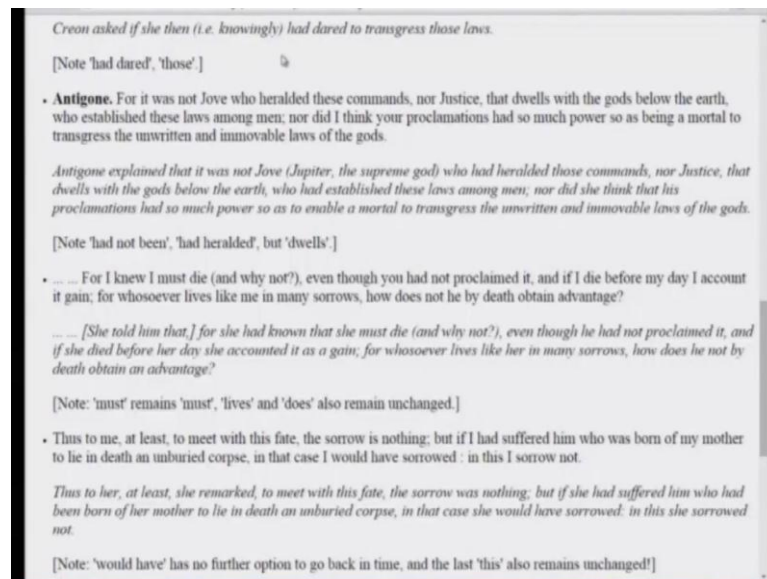 Creon asked if she then (i.e. knowingly) had dared to transgress those laws.
[Note 'had dared', 'those'.]
• Antigone. For it was not Jove who heralded these commands, nor Justice, that dwells with the gods below the earth,
who established these laws among men; nor did I think your proclamations had so much power so as being a mortal to
transgress the unwritten and immovable laws of the gods.
Antigone explained that it was not Jove (Jupiter, the supreme god) who had heralded those commands, nor Justice, that
dwells with the gods below the earth, who had established these laws among men; nor did she think that his
proclamations had so much power so as to enable a mortal to transgress the unwritten and immovable laws of the gods.
[Note 'had not been', 'had heralded', but 'dwells'.]
• ... ... For I knew I must die (and why not?), even though you had not proclaimed it, and if I die before my day I account
it gain; for whosoever lives like me in many sorrows, how does not he by death obtain advantage?
... ... [She told him that,] for she had known that she must die (and why not?), even though he had not proclaimed it, and
if she died before her day she accounted it as a gain; for whosoever lives like her in many sorrows, how does he not by
death obtain an advantage?
[Note: 'must' remains 'must', 'lives' and 'does' also remain unchanged.]
• Thus to me, at least, to meet with this fate, the sorrow is nothing; but if I had suffered him who was born of my mother
to lie in death an unburied corpse, in that case I would have sorrowed : in this I sorrow not.
Thus to her, at least, she remarked, to meet with this fate, the sorrow was nothing; but if she had suffered him who had
been born of her mother to lie in death an unburied corpse, in that case she would have sorrowed: in this she sorrowed
not.
[Note: 'would have' has no further option to go back in time, and the last 'this' also remains unchanged!]